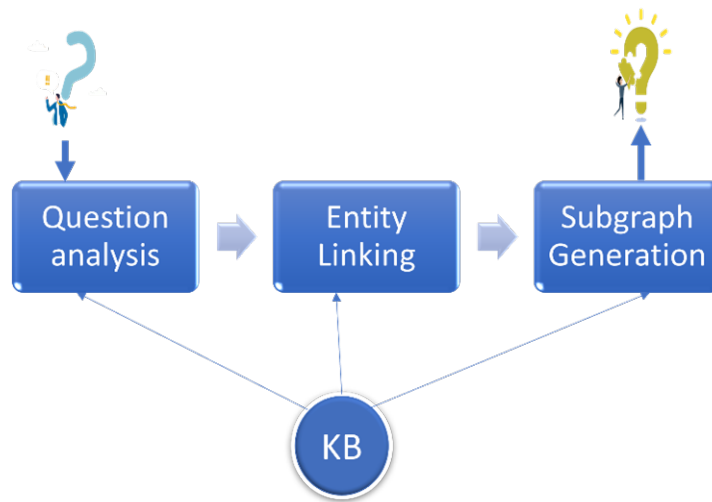 Question
analysis
Entity
Linking
Subgraph
Generation
KB